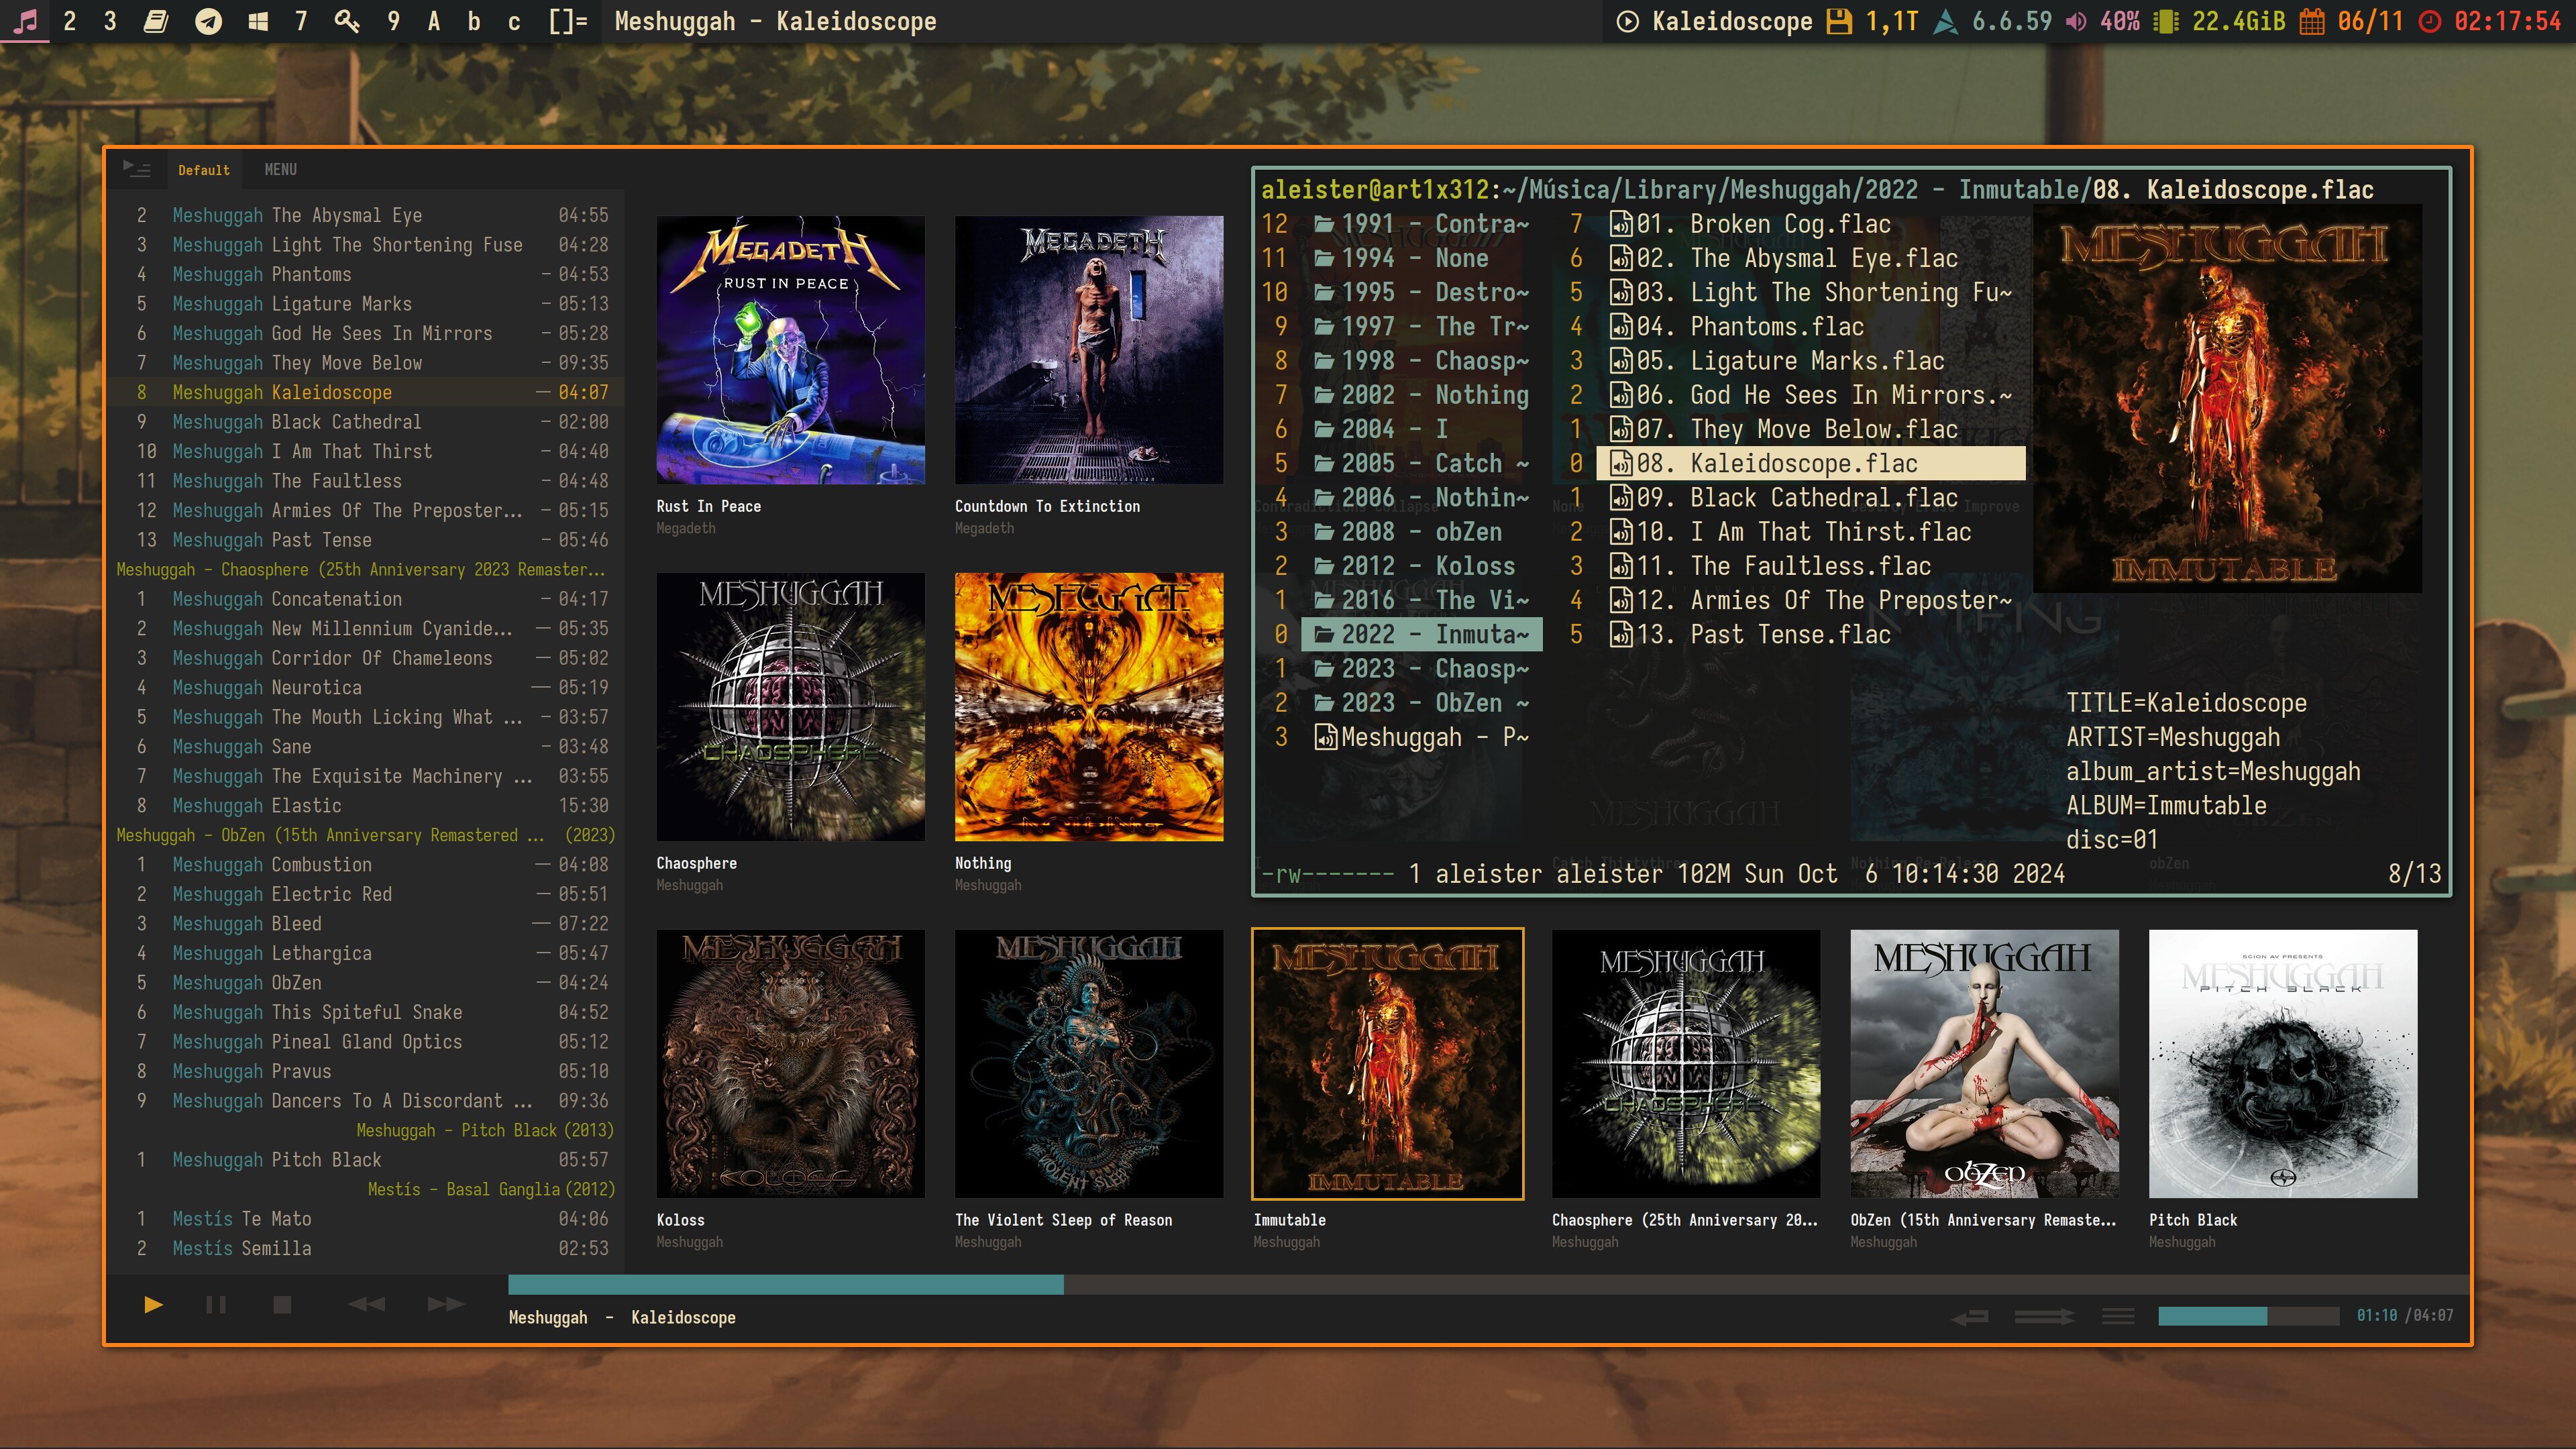 2 3 7 9 A b c []= Meshuggah - Kaleidoscope
Kaleidoscope 1,1T 6.6.59 40% 22.4GiB 06/11 02:17:54
Default MENU
2 Meshuggah The Abysmal Eye 04:55
3 Meshuggah Light The Shortening Fuse 04:28
4 Meshuggah Phantoms — 04:53
5 Meshuggah Ligature Marks — 05:13
6 Meshuggah God He Sees In Mirrors — 05:28
7 Meshuggah They Move Below — 09:35
8 Meshuggah Kaleidoscope — 04:07
9 Meshuggah Black Cathedral — 02:00
10 Meshuggah I Am That Thirst — 04:40
11 Meshuggah The Faultless — 04:48
12 Meshuggah Armies Of The Preposter... — 05:15
13 Meshuggah Past Tense — 05:46
Meshuggah - Chaosphere (25th Anniversary 2023 Remaster...
1 Meshuggah Concatenation — 04:17
2 Meshuggah New Millennium Cyanide... — 05:35
3 Meshuggah Corridor Of Chameleons — 05:02
4 Meshuggah Neurotica — 05:19
5 Meshuggah The Mouth Licking What ... — 03:57
6 Meshuggah Sane — 03:48
7 Meshuggah The Exquisite Machinery ... 03:55
8 Meshuggah Elastic 15:30
Meshuggah - ObZen (15th Anniversary Remastered ... (2023)
1 Meshuggah Combustion — 04:08
2 Meshuggah Electric Red — 05:51
3 Meshuggah Bleed — 07:22
4 Meshuggah Lethargica — 05:47
5 Meshuggah ObZen — 04:24
6 Meshuggah This Spiteful Snake 04:52
7 Meshuggah Pineal Gland Optics 05:12
8 Meshuggah Pravus 05:10
9 Meshuggah Dancers To A Discordant ... 09:36
Meshuggah - Pitch Black (2013)
1 Meshuggah Pitch Black 05:57
Mestís - Basal Ganglia (2012)
1 Mestís Te Mato 04:06
2 Mestís Semilla 02:53
MEGADETH
RUST IN PEACE
Rust In Peace
Megadeth
MEGADETH
Countdown To Extinction
Megadeth
MESHUGGAH
CHAOSPHERE
Chaosphere
Meshuggah
MESHUGGAH
NOTHING
Nothing
Meshuggah
aleister@art1x312:~/Música/Library/Meshuggah/2022 - Inmutable/08. Kaleidoscope.flac
12 1991 - Contra~
11 1994 - None
10 1995 - Destro~
9 1997 - The Tr~
8 1998 - Chaosp~
7 2002 - Nothing
6 2004 - I
5 2005 - Catch ~
4 2006 - Nothin~
3 2008 - obZen
2 2012 - Koloss
1 2016 - The Vi~
0 2022 - Inmuta~
1 2023 - Chaosp~
2 2023 - ObZen ~
3 Meshuggah - P~
7 01. Broken Cog.flac
6 02. The Abysmal Eye.flac
5 03. Light The Shortening Fu~
4 04. Phantoms.flac
3 05. Ligature Marks.flac
2 06. God He Sees In Mirrors.~
1 07. They Move Below.flac
0 08. Kaleidoscope.flac
1 09. Black Cathedral.flac
2 10. I Am That Thirst.flac
3 11. The Faultless.flac
4 12. Armies Of The Preposter~
5 13. Past Tense.flac
MESHUGGAH
IMMUTABLE
TITLE=Kaleidoscope
ARTIST=Meshuggah
album_artist=Meshuggah
ALBUM=Immutable
disc=01
-rw------- 1 aleister aleister 102M Sun Oct  6 10:14:30 2024 8/13
MESHUGGAH
KOLOSS
Koloss
Meshuggah
MESHUGGAH
The Violent Sleep of Reason
Meshuggah
MESHUGGAH
IMMUTABLE
Immutable
Meshuggah
MESHUGGAH
CHAOSPHERE
Chaosphere (25th Anniversary 20...
Meshuggah
MESHUGGAH
obZen
ObZen (15th Anniversary Remaste...
Meshuggah
SCION AV PRESENTS
MESHUGGAH
PITCH BLACK
Pitch Black
Meshuggah
Meshuggah - Kaleidoscope
01:10 /04:07